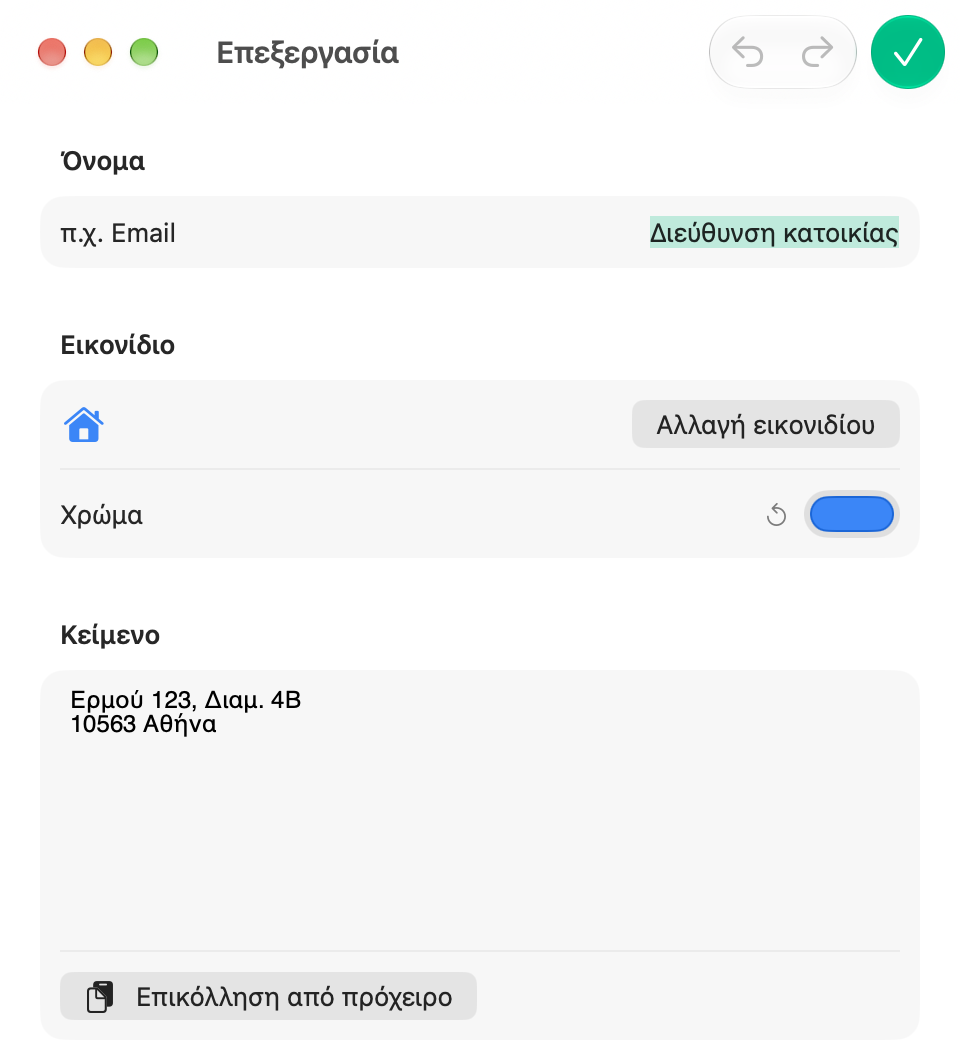 Επεξεργασία
Όνομα
π.χ. Email Διεύθυνση κατοικίας
Εικονίδιο
Αλλαγή εικονιδίου
Χρώμα
Κείμενο
Ερμού 123, Διαμ. 4Β
10563 Αθήνα
Επικόλληση από πρόχειρο